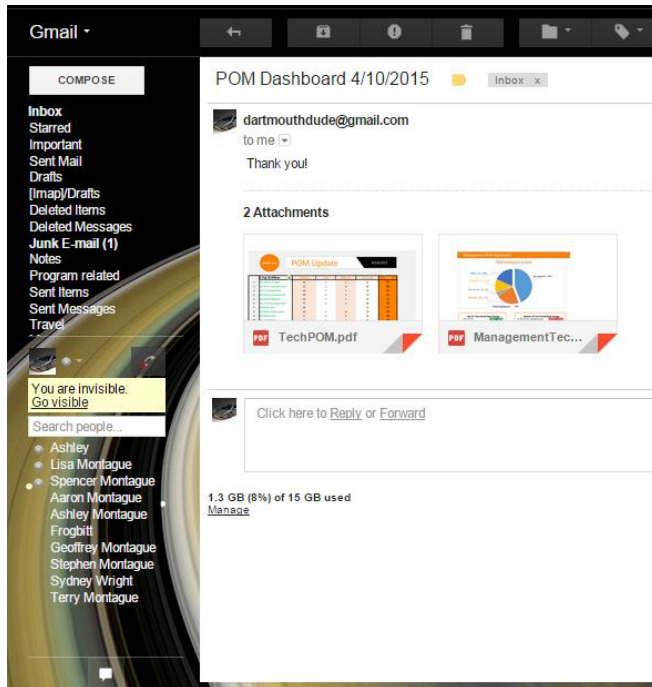 Gmail
COMPOSE
Inbox
Starred
Important
Sent Mail
Drafts
[Imap]/Drafts
Deleted Items
Deleted Messages
Junk E-mail (1)
Notes
Program related
Sent Items
Sent Messages
Travel
You are invisible.
Go visible
Search people...
Ashley
Lisa Montague
Spencer Montague
Aaron Montague
Ashley Montague
Frogbitt
Geoffrey Montague
Stephen Montague
Sydney Wright
Terry Montague
POM Dashboard 4/10/2015
Inbox x
dartmouthdude@gmail.com
to me
Thank you!
2 Attachments
POM Update
PDF TechPOM.pdf
PDF ManagementTec...
Click here to Reply or Forward
1.3 GB (8%) of 15 GB used
Manage